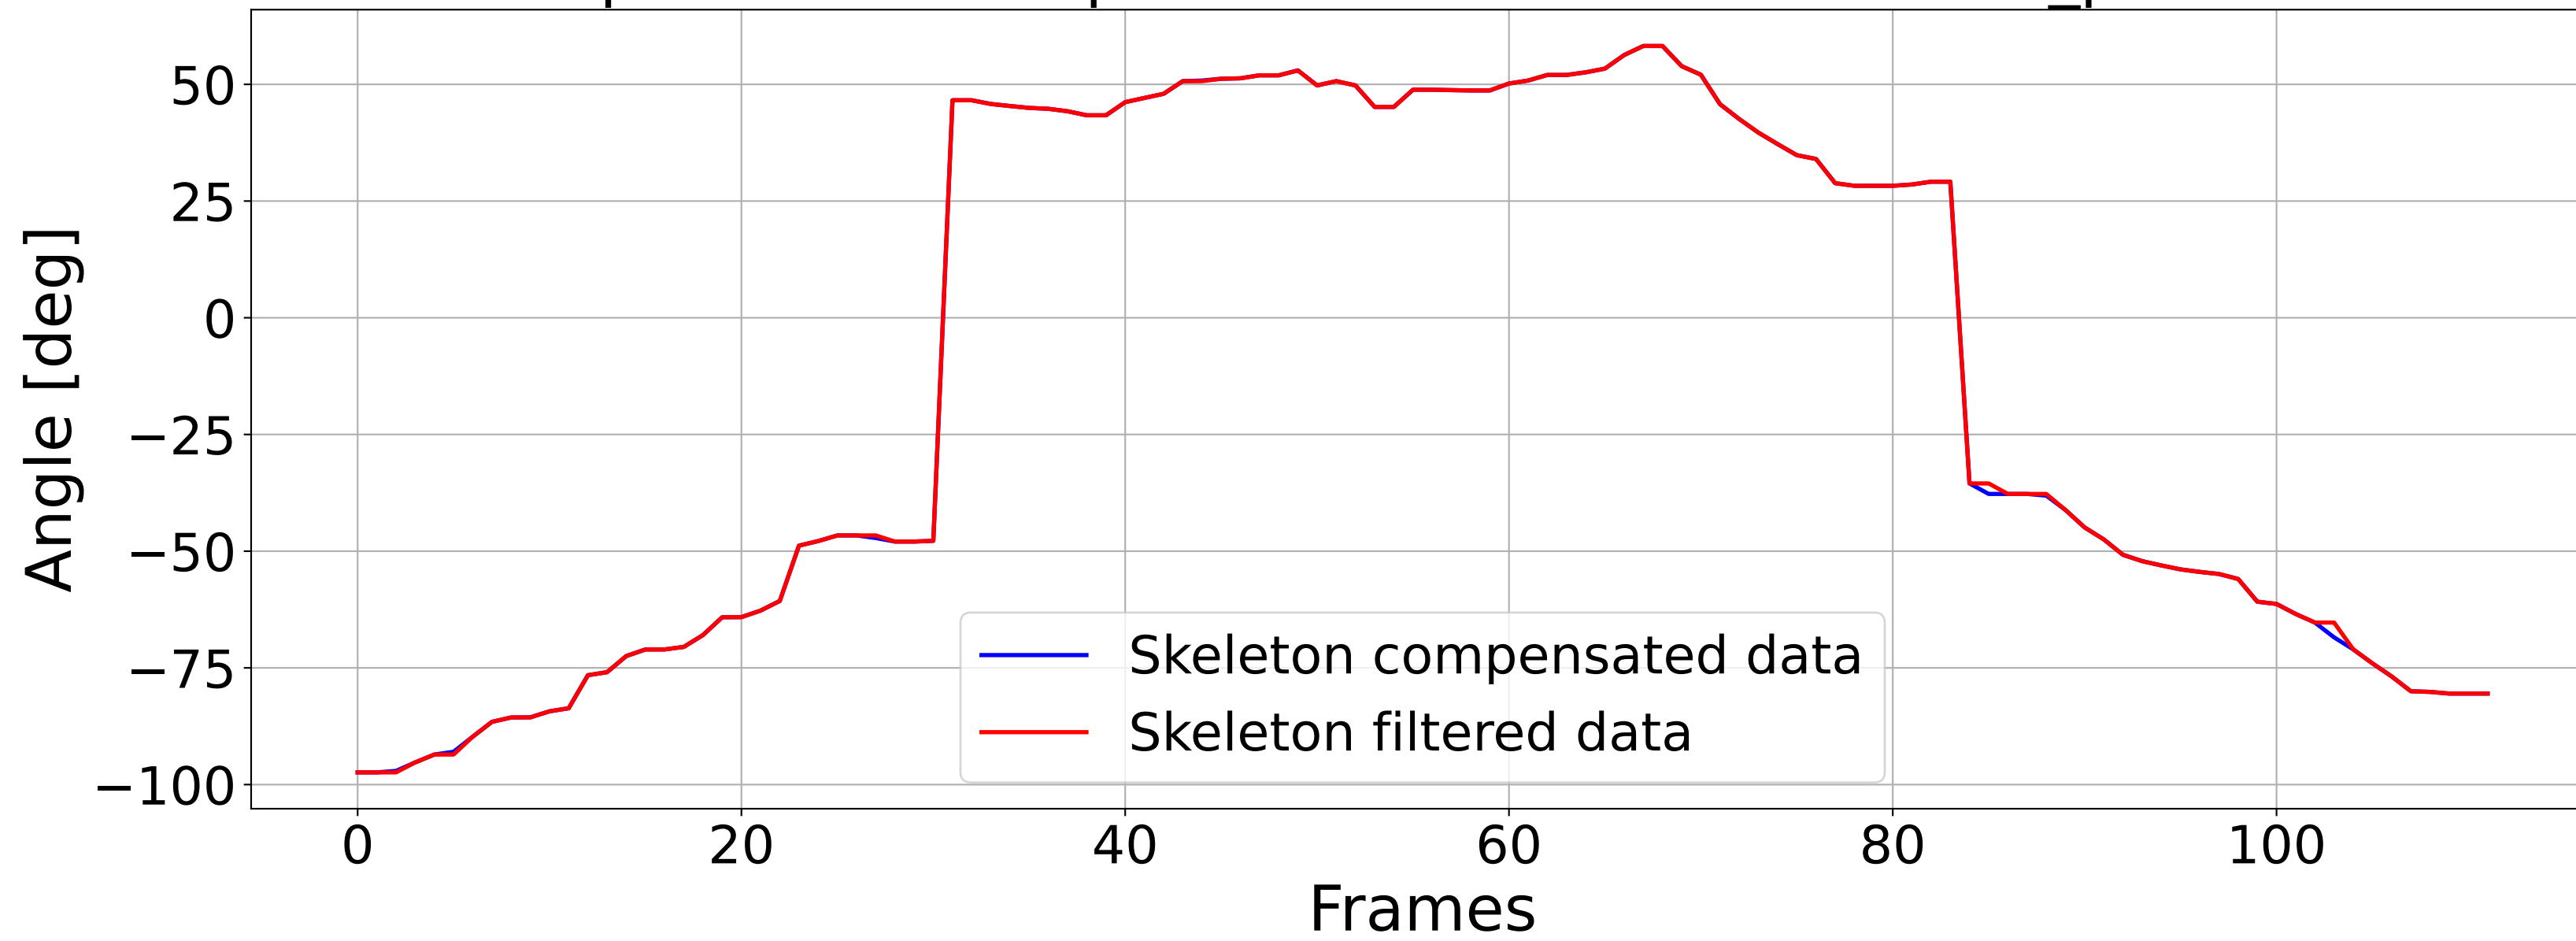 50
25
0
−25
−50
−75
−100
Angle [deg]
Skeleton compensated data
Skeleton filtered data
0 20 40 60 80 100
Frames